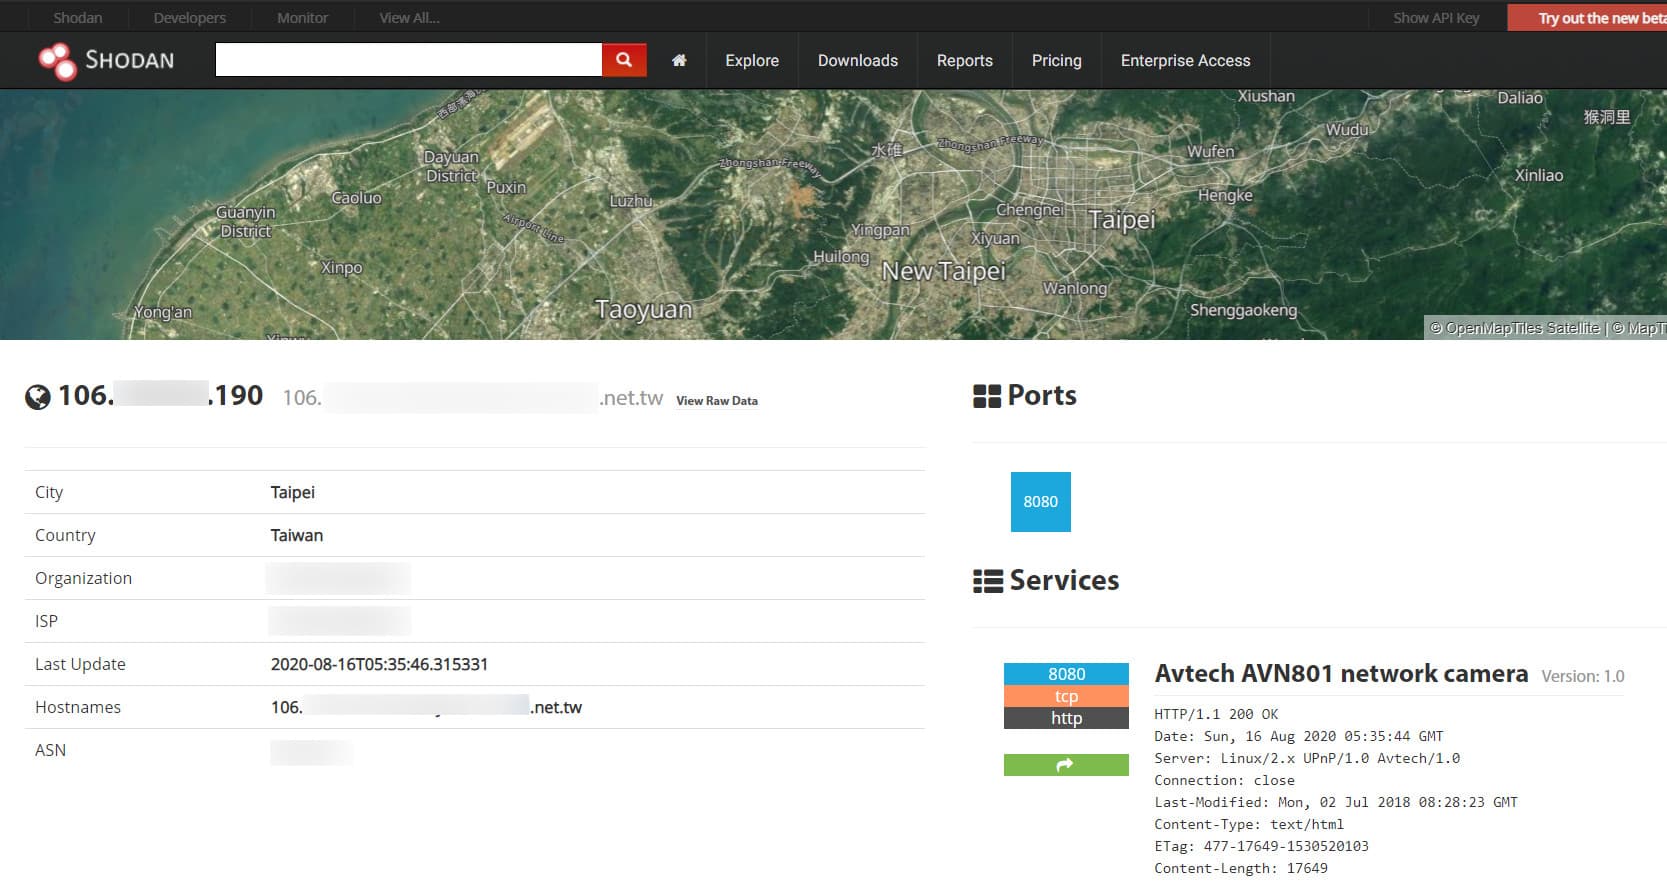 Shodan Developers Monitor View All... Show API Key Try out the new beta
SHODAN Explore Downloads Reports Pricing Enterprise Access
西部濱海
Xiushan
Daliao
猴洞里
Zhongshan Freeway
Wudu
水碓
Wufen
Dayuan
District
Zhongshan Freeway
Puxin
Xinliao
Caoluo
Luzhu
Hengke
Guanyin
District
Airport Line
Chengnei
Taipei
Yingpan
Xiyuan
Huilong
Xinpo
New Taipei
Wanlong
Yong'an
Taoyuan
Shenggaokeng
© OpenMapTiles Satellite | © MapT
106. .190 106. .net.tw View Raw Data
City Taipei
Country Taiwan
Organization
ISP
Last Update 2020-08-16T05:35:46.315331
Hostnames 106. .net.tw
ASN
Ports
8080
Services
8080
tcp
http
Avtech AVN801 network camera Version: 1.0
HTTP/1.1 200 OK
Date: Sun, 16 Aug 2020 05:35:44 GMT
Server: Linux/2.x UPnP/1.0 Avtech/1.0
Connection: close
Last-Modified: Mon, 02 Jul 2018 08:28:23 GMT
Content-Type: text/html
ETag: 477-17649-1530520103
Content-Length: 17649